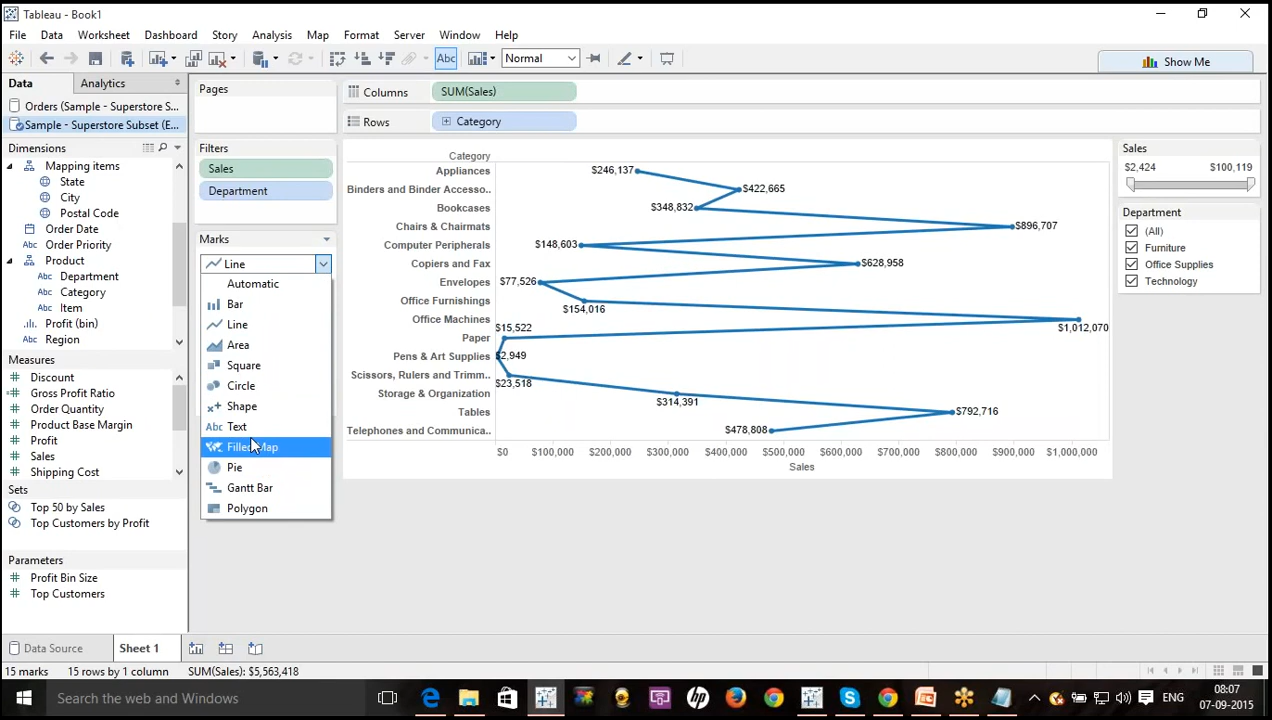 Tableau - Book1
File Data Worksheet Dashboard Story Analysis Map Format Server Window Help
Abc Normal Show Me
Data Analytics
Orders (Sample - Superstore S...
Sample - Superstore Subset (E...
Dimensions
Mapping items
State
City
Postal Code
Order Date
Abc Order Priority
Product
Abc Department
Abc Category
Abc Item
Profit (bin)
Abc Region
Measures
Discount
Gross Profit Ratio
Order Quantity
Product Base Margin
Profit
Sales
Shipping Cost
Sets
Top 50 by Sales
Top Customers by Profit
Parameters
Profit Bin Size
Top Customers
Pages
Filters
Sales
Department
Marks
Line
Automatic
Bar
Line
Area
Square
Circle
Shape
Abc Text
Filled Map
Pie
Gantt Bar
Polygon
Columns SUM(Sales)
Rows Category
Category
Appliances $246,137
Binders and Binder Accesso.. $422,665
Bookcases $348,832
Chairs & Chairmats $896,707
Computer Peripherals $148,603
Copiers and Fax $628,958
Envelopes $77,526
Office Furnishings $154,016
Office Machines $1,012,070
Paper $15,522
Pens & Art Supplies $2,949
Scissors, Rulers and Trimm.. $23,518
Storage & Organization $314,391
Tables $792,716
Telephones and Communica.. $478,808
$0 $100,000 $200,000 $300,000 $400,000 $500,000 $600,000 $700,000 $800,000 $900,000 $1,000,000
Sales
Sales
$2,424 $100,119
Department
(All)
Furniture
Office Supplies
Technology
Data Source Sheet 1
15 marks 15 rows by 1 column SUM(Sales): $5,563,418
Search the web and Windows
ENG
08:07
07-09-2015